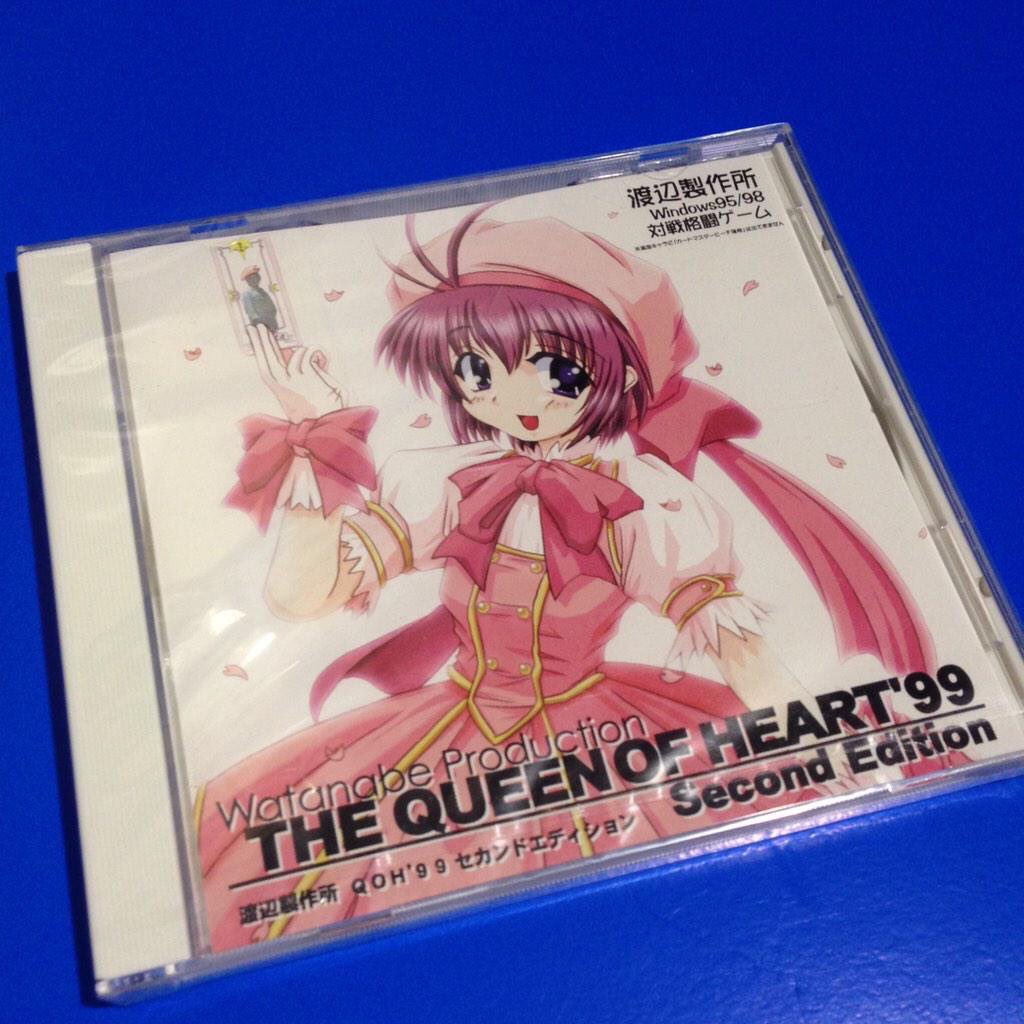 渡辺製作所
Windows95/98
対戦格闘ゲーム
Watanabe Production
THE QUEEN OF HEART'99
Second Edition
渡辺製作所 QOH'99 セカンドエディション